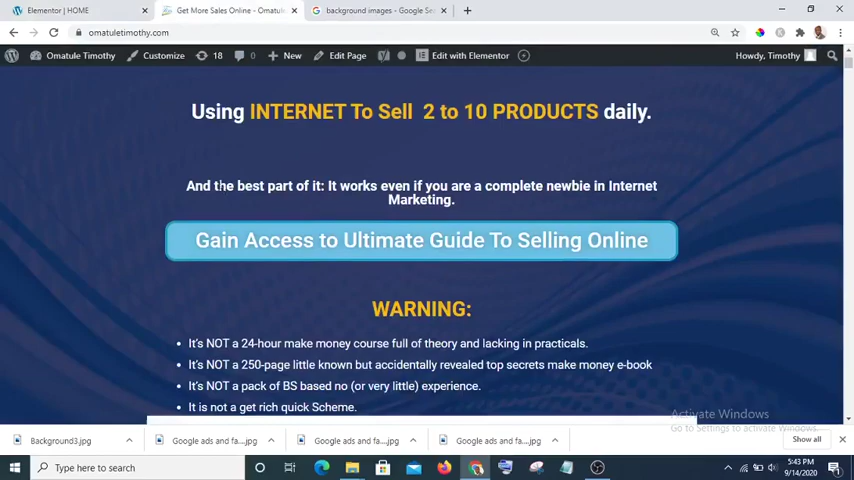 Elementor | HOME
Get More Sales Online - Omatule
background images - Google Se
omatuletimothy.com
Omatule Timothy
Customize
18
0
New
Edit Page
Edit with Elementor
Howdy, Timothy
Using INTERNET To Sell 2 to 10 PRODUCTS daily.
And the best part of it: It works even if you are a complete newbie in Internet
Marketing.
Gain Access to Ultimate Guide To Selling Online
WARNING:
• It's NOT a 24-hour make money course full of theory and lacking in practicals.
• It's NOT a 250-page little known but accidentally revealed top secrets make money e-book
• It's NOT a pack of BS based no (or very little) experience.
• It is not a get rich quick Scheme.
Activate Windows
Go to Settings to activate Windows.
Background3.jpg
Google ads and fa....jpg
Google ads and fa....jpg
Google ads and fa....jpg
Show all
Type here to search
5:43 PM
9/14/2020